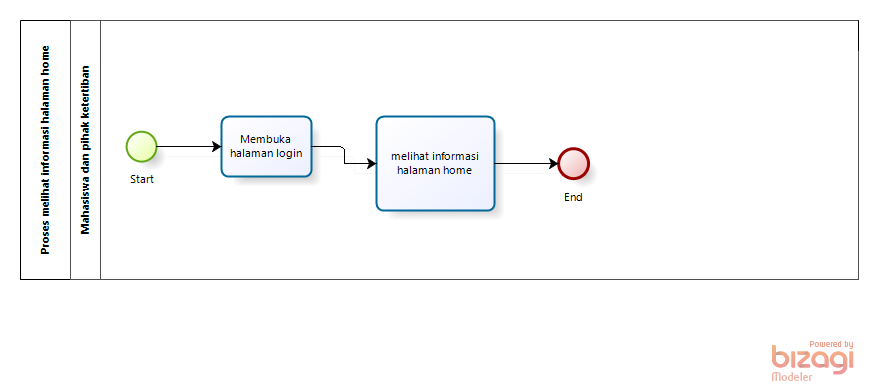 Proses melihat informasi halaman home
Mahasiswa dan pihak ketertiban
Start
Membuka
halaman login
melihat informasi
halaman home
End
Powered by
bizagi
Modeler